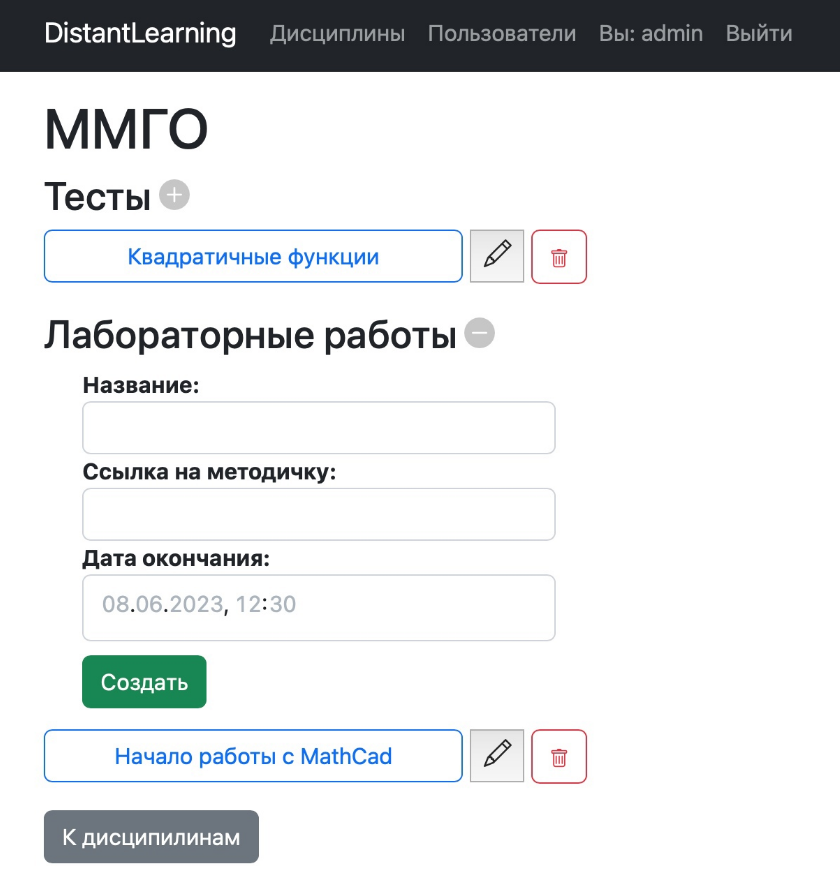 DistantLearning Дисциплины Пользователи Вы: admin Выйти
ММГО
Тесты
Квадратичные функции
Лабораторные работы
Название:
Ссылка на методичку:
Дата окончания:
08.06.2023, 12:30
Создать
Начало работы с MathCad
К дисципилинам